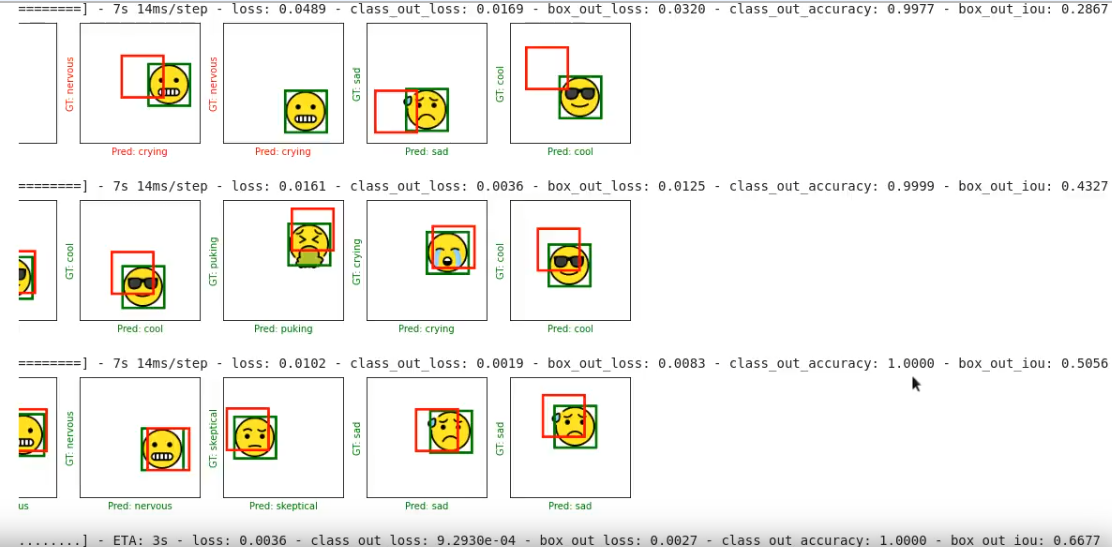 ========] - 7s 14ms/step - loss: 0.0489 - class_out_loss: 0.0169 - box_out_loss: 0.0320 - class_out_accuracy: 0.9977 - box_out_iou: 0.2867
GT: nervous
GT: nervous
GT: sad
GT: cool
Pred: crying
Pred: crying
Pred: sad
Pred: cool
========] - 7s 14ms/step - loss: 0.0161 - class_out_loss: 0.0036 - box_out_loss: 0.0125 - class_out_accuracy: 0.9999 - box_out_iou: 0.4327
GT: cool
GT: puking
GT: crying
GT: cool
Pred: cool
Pred: puking
Pred: crying
Pred: cool
========] - 7s 14ms/step - loss: 0.0102 - class_out_loss: 0.0019 - box_out_loss: 0.0083 - class_out_accuracy: 1.0000 - box_out_iou: 0.5056
GT: nervous
GT: skeptical
GT: sad
GT: sad
us
Pred: nervous
Pred: skeptical
Pred: sad
Pred: sad
........] - ETA: 3s - loss: 0.0036 - class_out_loss: 9.2930e-04 - box_out_loss: 0.0027 - class_out_accuracy: 1.0000 - box_out_iou: 0.6677